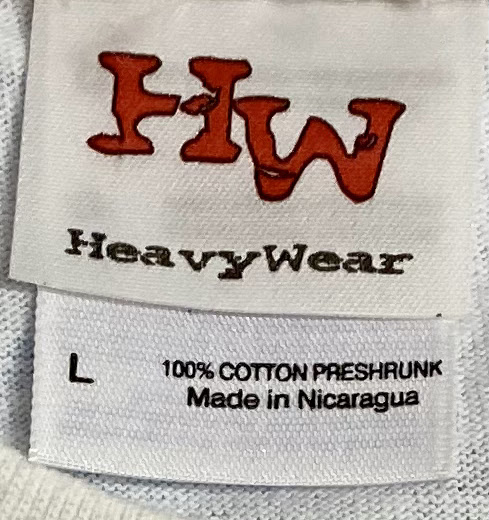 HW
HeavyWear
L
100% COTTON PRESHRUNK
Made in Nicaragua